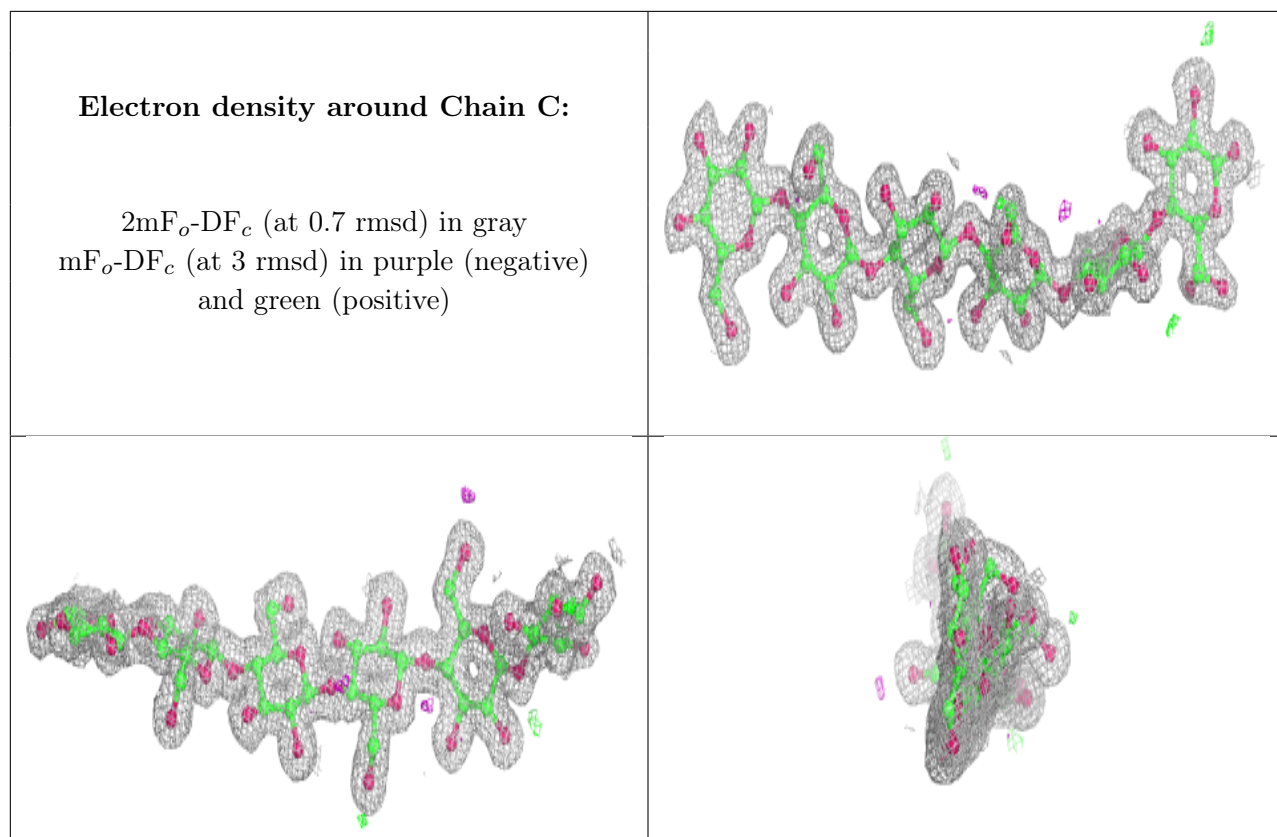 Electron density around Chain C:
2mFo-DFc (at 0.7 rmsd) in gray
mFo-DFc (at 3 rmsd) in purple (negative)
and green (positive)